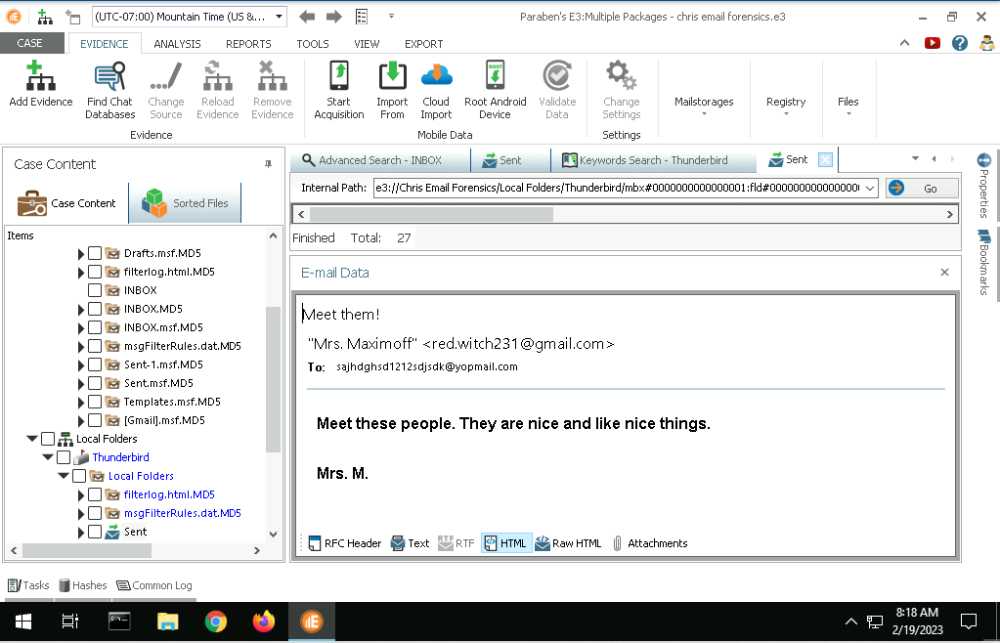 (UTC-07:00) Mountain Time (US &...
Paraben's E3:Multiple Packages - chris email forensics.e3
CASE EVIDENCE ANALYSIS REPORTS TOOLS VIEW EXPORT
Add Evidence
Find Chat Databases
Change Source
Reload Evidence
Remove Evidence
Evidence
Start Acquisition
Import From
Cloud Import
ROOT
Root Android Device
Validate Data
Mobile Data
Change Settings
Settings
Mailstorages
Registry
Files
Case Content
Case Content
Sorted Files
Items
Drafts.msf.MD5
filterlog.html.MD5
INBOX
INBOX.MD5
INBOX.msf.MD5
msgFilterRules.dat.MD5
Sent-1.msf.MD5
Sent.msf.MD5
Templates.msf.MD5
[Gmail].msf.MD5
Local Folders
Thunderbird
Local Folders
filterlog.html.MD5
msgFilterRules.dat.MD5
Sent
Advanced Search - INBOX
Sent
Keywords Search - Thunderbird
Sent
Internal Path: e3://Chris Email Forensics/Local Folders/Thunderbird/mbx#0000000000000001:fld#000000000000000
Go
Finished Total: 27
E-mail Data
Meet them!
"Mrs. Maximoff" <red.witch231@gmail.com>
To: sajhdghsd1212sdjsdk@yopmail.com
Meet these people. They are nice and like nice things.
Mrs. M.
RFC Header Text RTF HTML Raw HTML Attachments
Properties
Bookmarks
Tasks Hashes Common Log
8:18 AM
2/19/2023